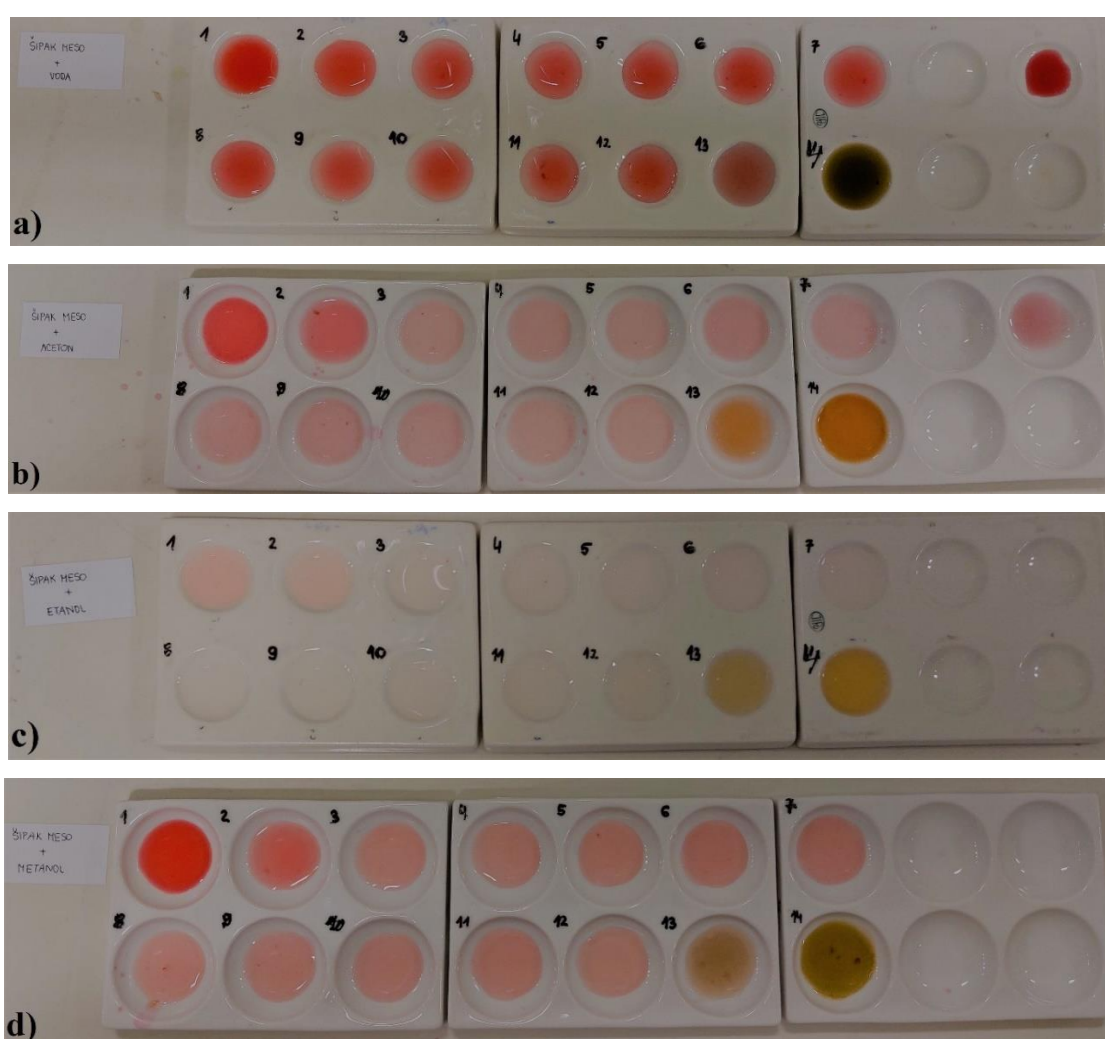 1 2 3 4 5 6 7
ŠIPAK MESO
+
VODA
8 9 10 11 12 13 14
a)
1 2 3 4 5 6 7
ŠIPAK MESO
+
ACETON
8 9 10 11 12 13 14
b)
1 2 3 4 5 6 7
ŠIPAK MESO
+
ETANOL
8 9 10 11 12 13 14
c)
1 2 3 4 5 6 7
ŠIPAK MESO
+
METANOL
8 9 10 11 12 13 14
d)